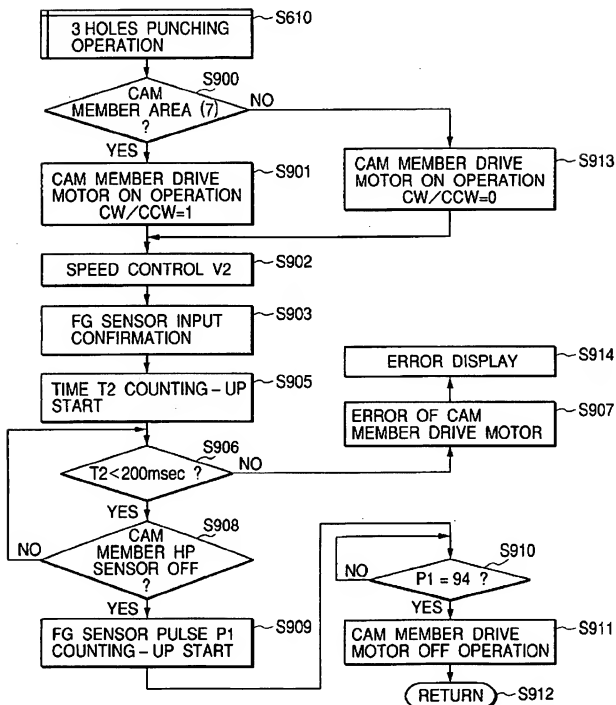 3 HOLES PUNCHING
OPERATION
S610
CAM
MEMBER AREA (7)
?
S900
NO
YES
CAM MEMBER DRIVE
MOTOR ON OPERATION
CW/CCW=1
S901
CAM MEMBER DRIVE
MOTOR ON OPERATION
CW/CCW=0
S913
SPEED CONTROL V2
S902
FG SENSOR INPUT
CONFIRMATION
S903
ERROR DISPLAY
S914
TIME T2 COUNTING-UP
START
S905
ERROR OF CAM
MEMBER DRIVE MOTOR
S907
T2<200msec ?
S906
NO
YES
CAM
MEMBER HP
SENSOR OFF
?
S908
NO
YES
P1 = 94 ?
S910
NO
YES
FG SENSOR PULSE P1
COUNTING-UP START
S909
CAM MEMBER DRIVE
MOTOR OFF OPERATION
S911
RETURN
S912